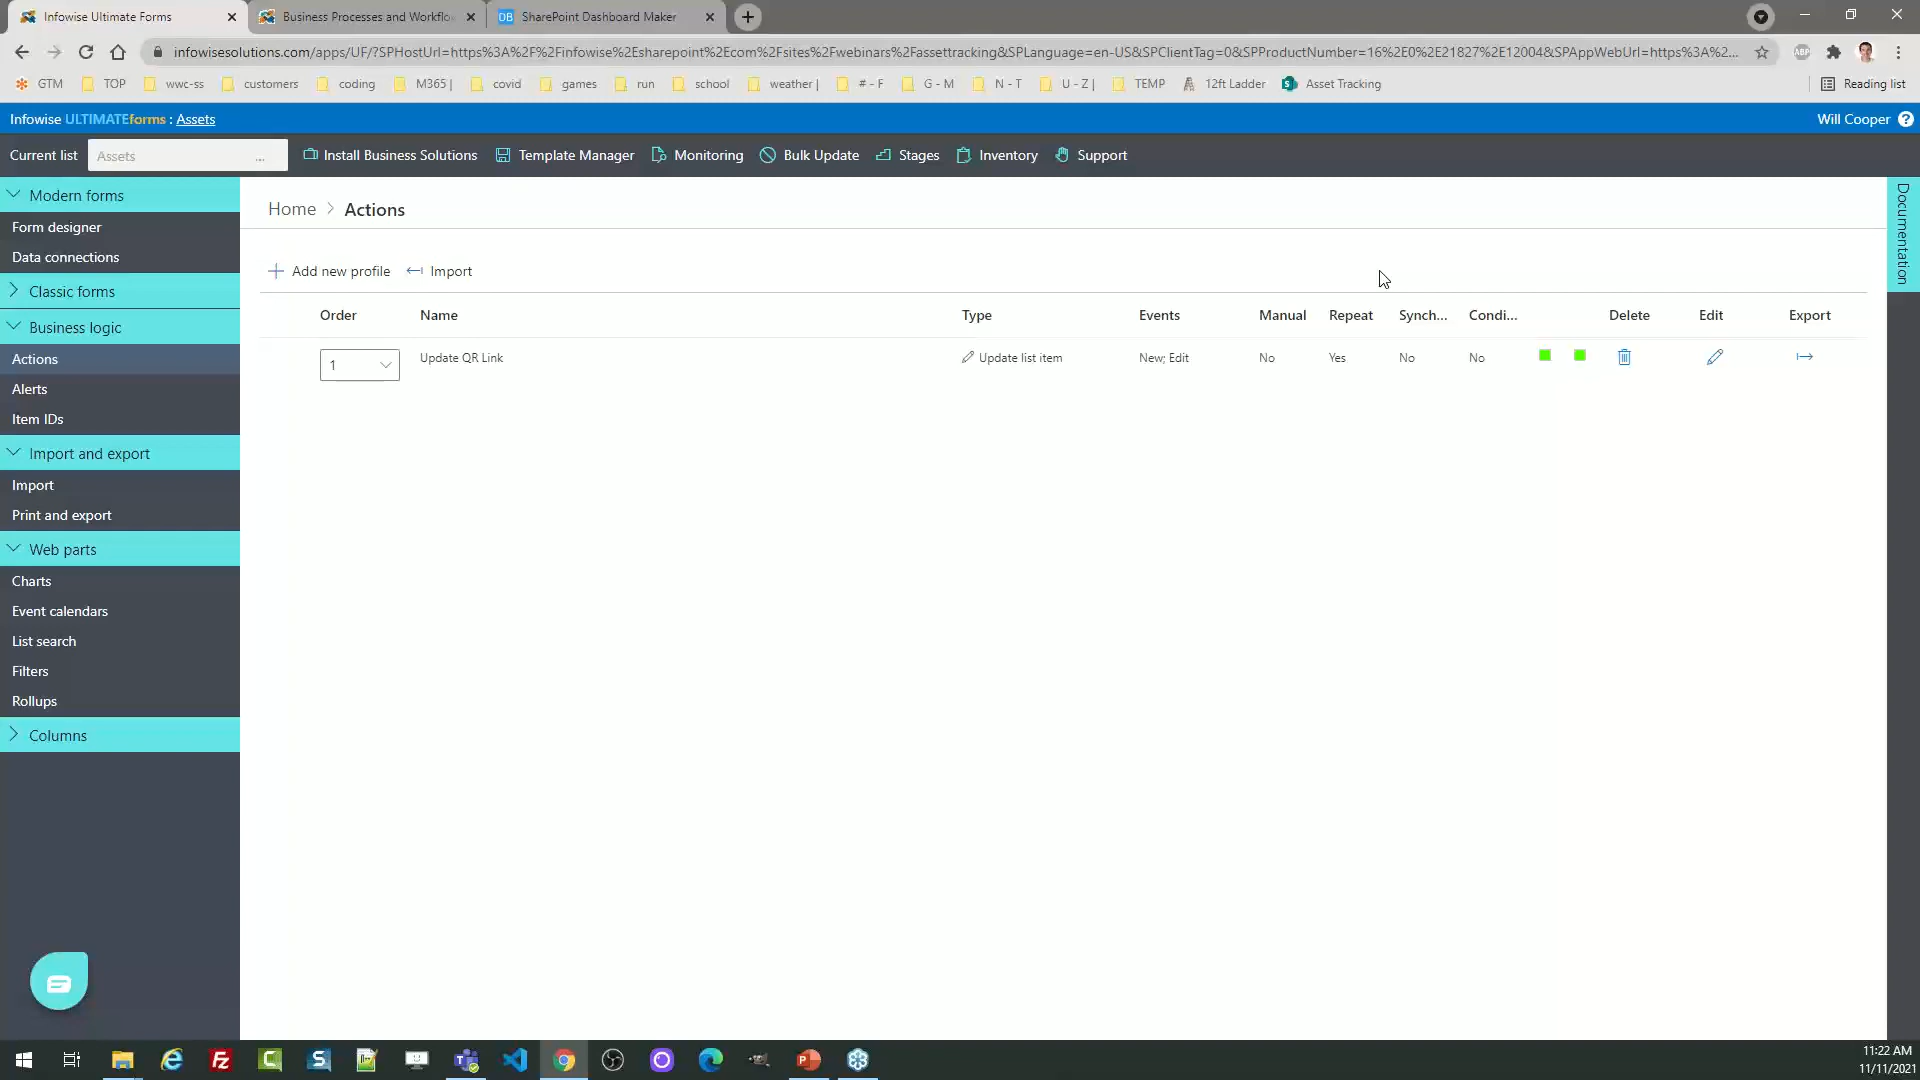 Infowise Ultimate Forms
Business Processes and Workflo
DB SharePoint Dashboard Maker
infowisesolutions.com/apps/UF/?SPHostUrl=https%3A%2F%2Finfowise%2Esharepoint%2Ecom%2Fsites%2Fwebinars%2Fassettracking&SPLanguage=en-US&SPClientTag=0&SPProductNumber=16%2E0%2E21827%2E12004&SPAppWebUrl=https%3A%2...
ABP
GTM TOP wwc-ss customers coding M365 | covid games run school weather | # - F G - M N - T U - Z | TEMP 12ft Ladder Asset Tracking Reading list
Infowise ULTIMATEforms : Assets
Will Cooper ?
Current list Assets ... Install Business Solutions Template Manager Monitoring Bulk Update Stages Inventory Support
Modern forms
Form designer
Data connections
Classic forms
Business logic
Actions
Alerts
Item IDs
Import and export
Import
Print and export
Web parts
Charts
Event calendars
List search
Filters
Rollups
Columns
Home > Actions
Add new profile Import
Order Name Type Events Manual Repeat Synch... Condi... Delete Edit Export
1 Update QR Link Update list item New; Edit No Yes No No
Documentation
11:22 AM
11/11/2021